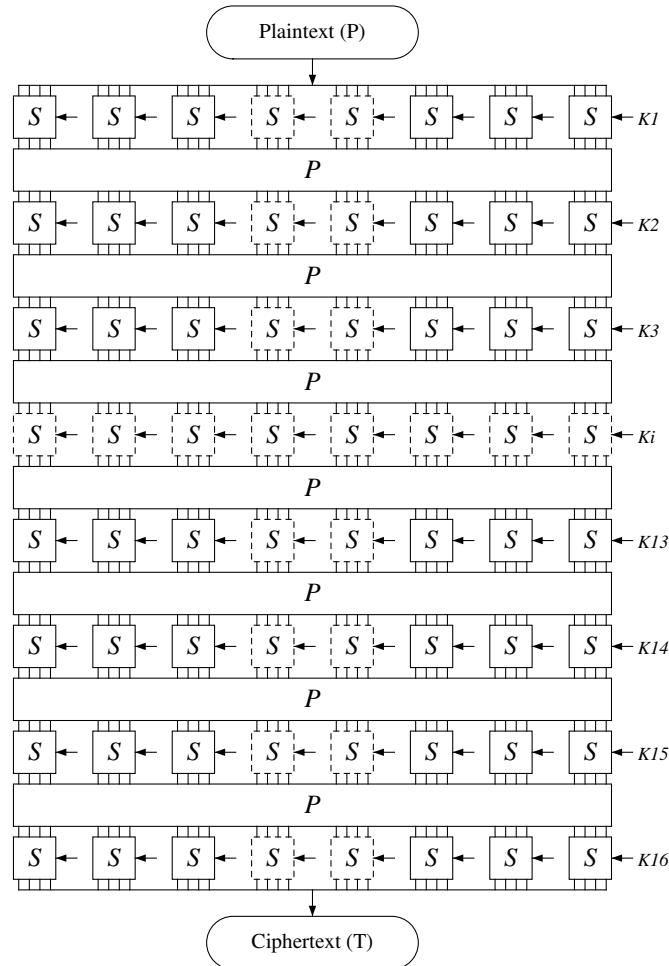 Plaintext (P)
S S S S S S S S K1
P
S S S S S S S S K2
P
S S S S S S S S K3
P
S S S S S S S S Ki
P
S S S S S S S S K13
P
S S S S S S S S K14
P
S S S S S S S S K15
P
S S S S S S S S K16
Ciphertext (T)